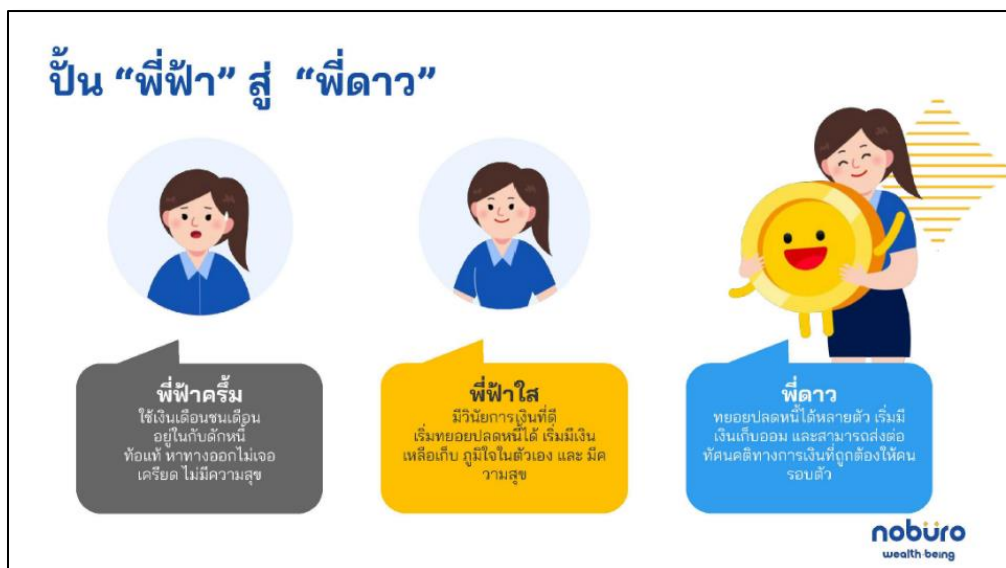 ปั้น “พี่ฟ้า” สู่ “พี่ดาว”
พี่ฟ้าครึ้ม
ใช้เงินเดือนชนเดือน
อยู่ในกับดักหนี้
ท้อแท้ หาทางออกไม่เจอ
เครียด ไม่มีความสุข
พี่ฟ้าใส
มีวินัยการเงินที่ดี
เริ่มทยอยปลดหนี้ได้ เริ่มมีเงิน
เหลือเก็บ ภูมิใจในตัวเอง และ มีค
วามสุข
พี่ดาว
ทยอยปลดหนี้ได้หลายตัว เริ่มมี
เงินเก็บออม และสามารถส่งต่อ
ทัศนคติทางการเงินที่ถูกต้องให้คน
รอบตัว
noburo
wealth·being